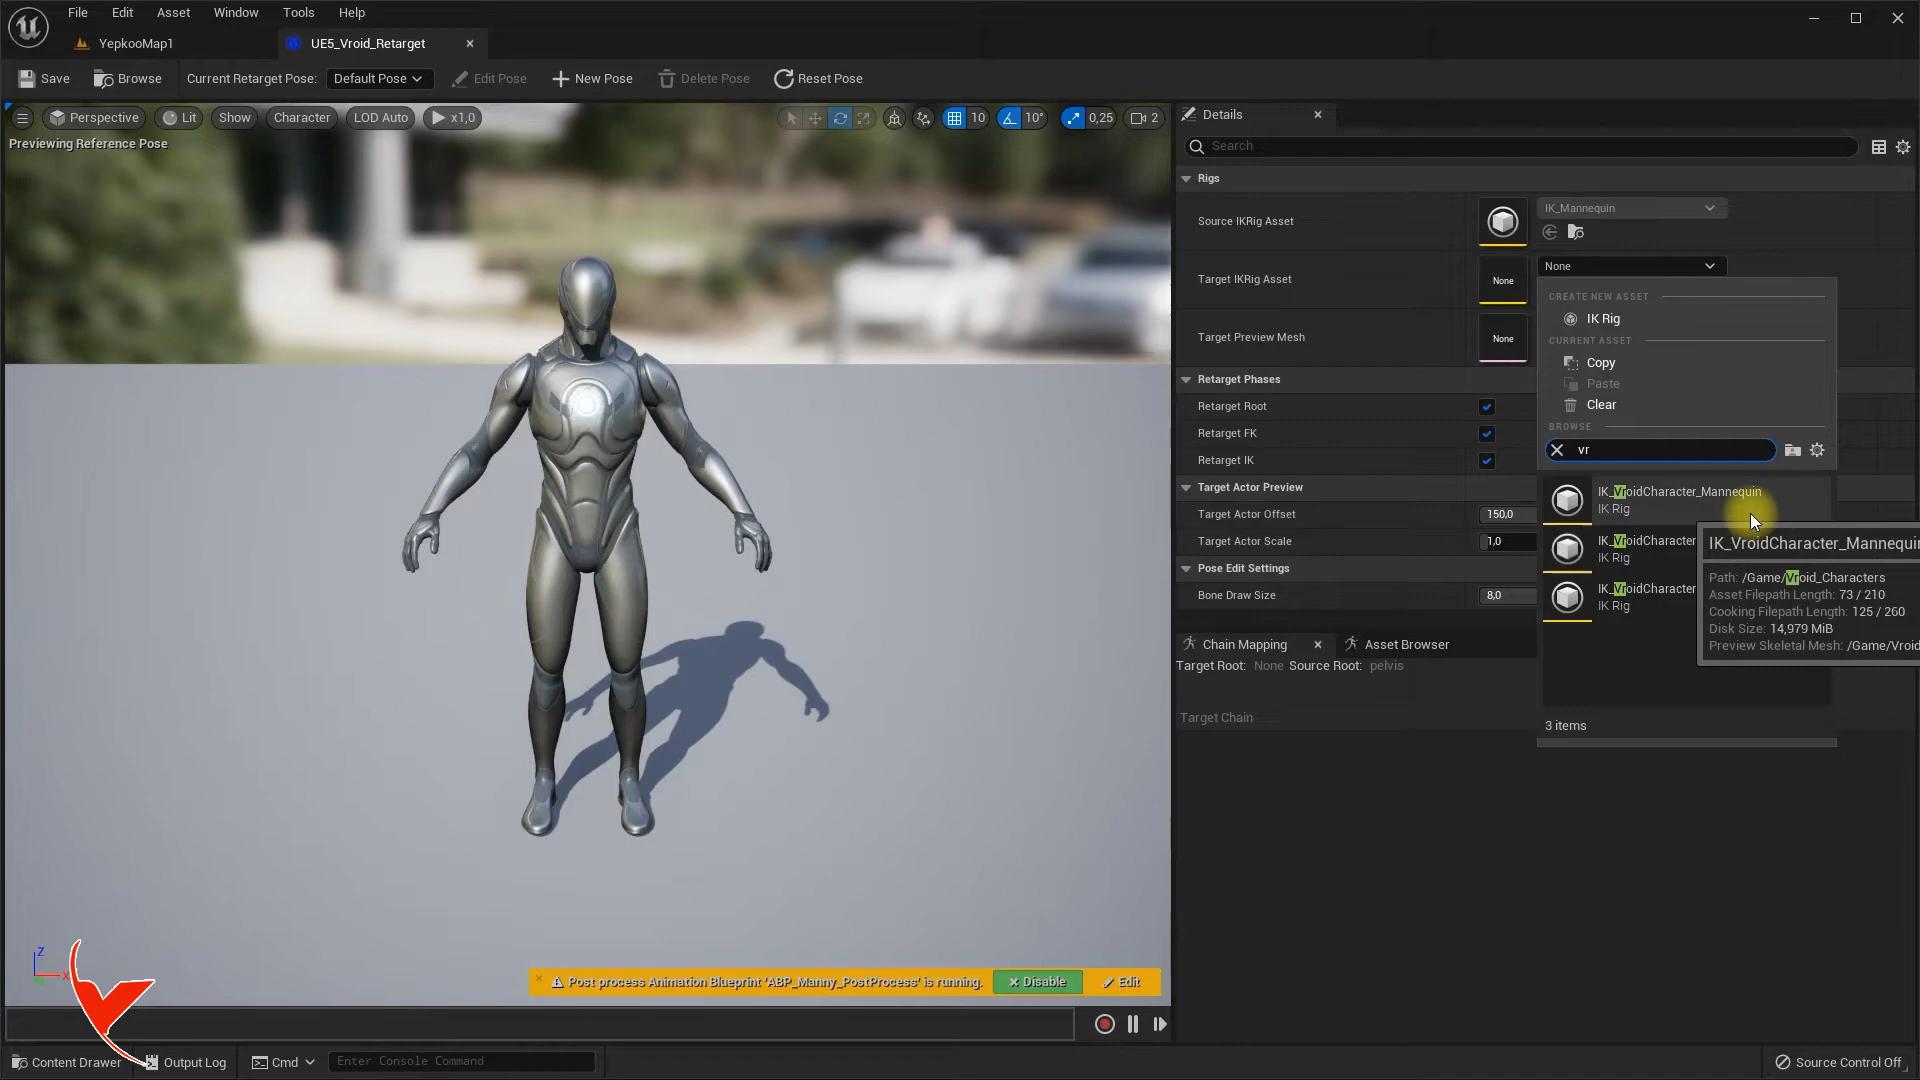 File Edit Asset Window Tools Help
YepkooMap1
UE5_Vroid_Retarget
Save Browse Current Retarget Pose: Default Pose Edit Pose New Pose Delete Pose Reset Pose
Perspective Lit Show Character LOD Auto x1,0 10 10° 0,25 2
Previewing Reference Pose
Details
Search
Rigs
Source IKRig Asset
IK_Mannequin
Target IKRig Asset
None
None
Target Preview Mesh
None
Retarget Phases
Retarget Root
Retarget FK
Retarget IK
Target Actor Preview
Target Actor Offset 150,0
Target Actor Scale 1,0
Pose Edit Settings
Bone Draw Size 8,0
CREATE NEW ASSET
IK Rig
CURRENT ASSET
Copy
Paste
Clear
BROWSE
vr
IK_VroidCharacter_Mannequin
IK Rig
IK_VroidCharacter
IK Rig
IK_VroidCharacter
IK Rig
3 items
IK_VroidCharacter_Mannequin
Path: /Game/Vroid_Characters
Asset Filepath Length: 73 / 210
Cooking Filepath Length: 125 / 260
Disk Size: 14,979 MiB
Preview Skeletal Mesh: /Game/Vroid
Chain Mapping
Asset Browser
Target Root: None Source Root: pelvis
Target Chain
Post process Animation Blueprint 'ABP_Manny_PostProcess' is running. Disable Edit
Z
X
Content Drawer Output Log Cmd Enter Console Command
Source Control Off